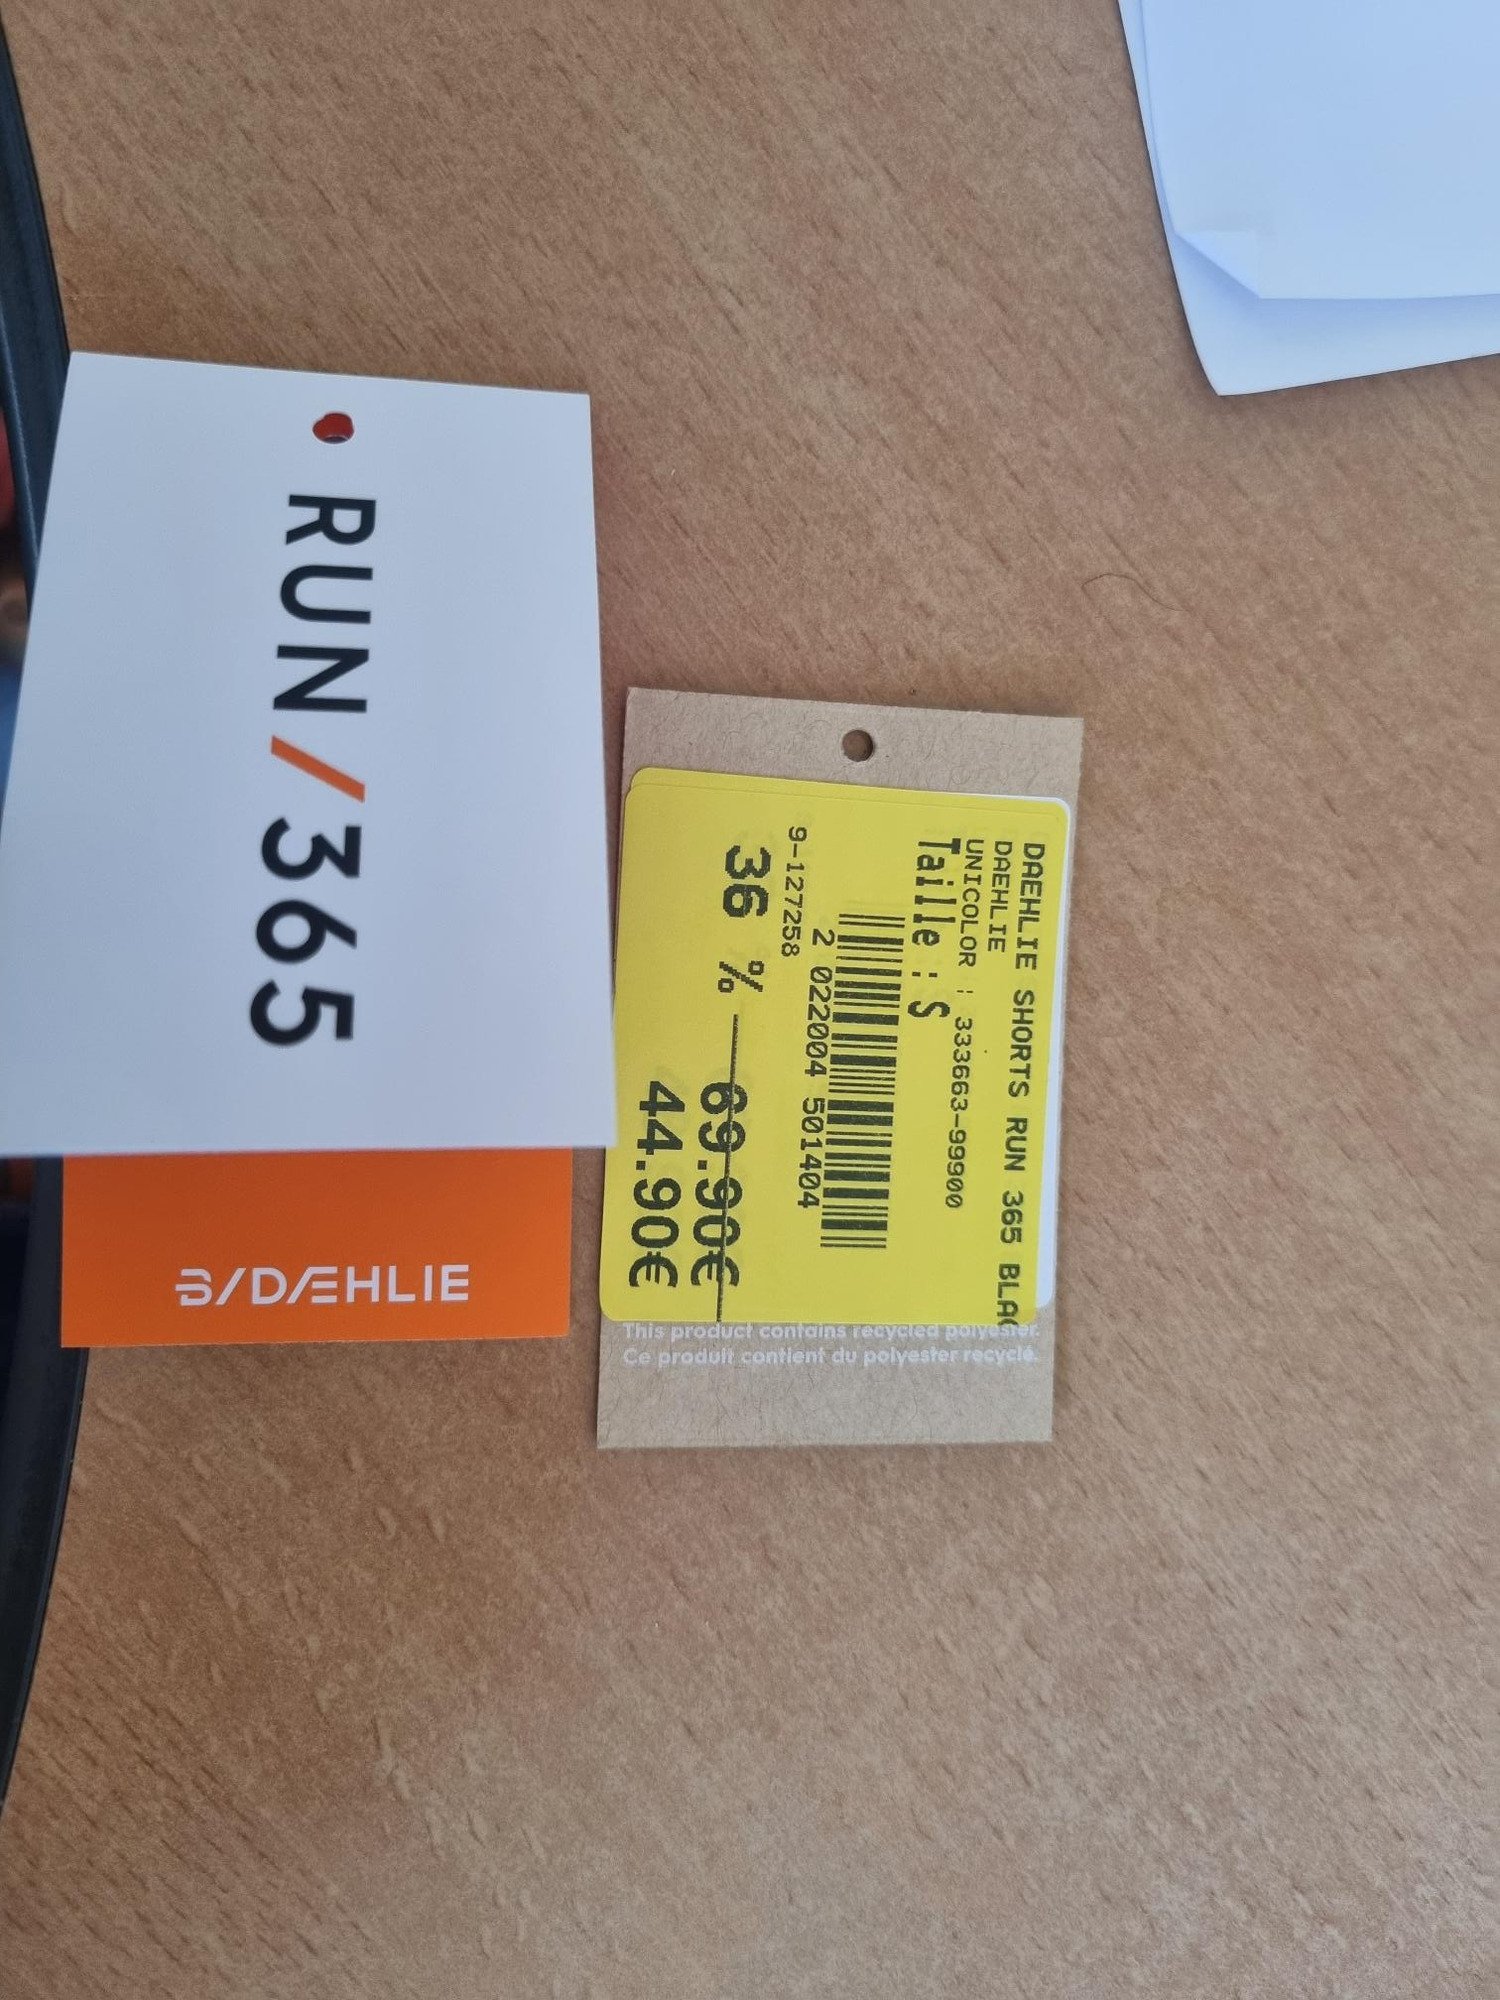 RUN/365
B/DÆHLIE
DAEHLIE SHORTS RUN 365 BLAC
DAEHLIE
UNICOLOR : 333663-99900
Taille : S
2 022004 501404
9-127258
36 % 69.90€
44.90€
This product contains recycled polyester.
Ce produit contient du polyester recyclé.